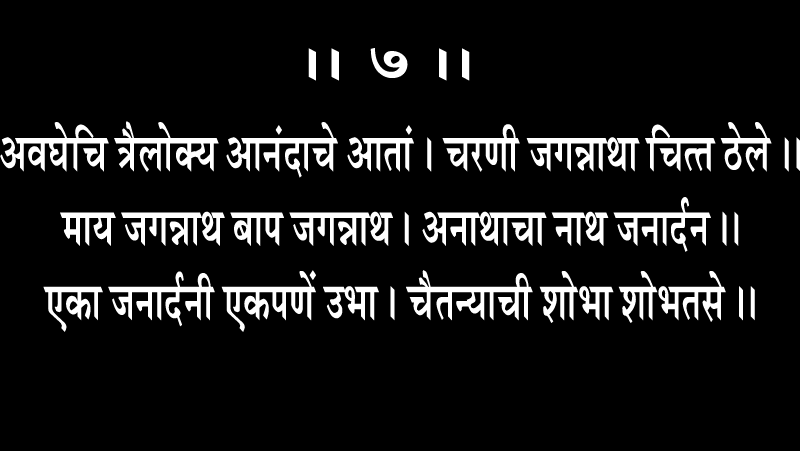 ।। ७ ।।
अवघेचि त्रैलोक्य आनंदाचे आतां । चरणी जगन्नाथा चित्त ठेले ।।
माय जगन्नाथ बाप जगन्नाथ । अनाथाचा नाथ जनार्दन ।।
एका जनार्दनी एकपणें उभा । चैतन्याची शोभा शोभतसे ।।